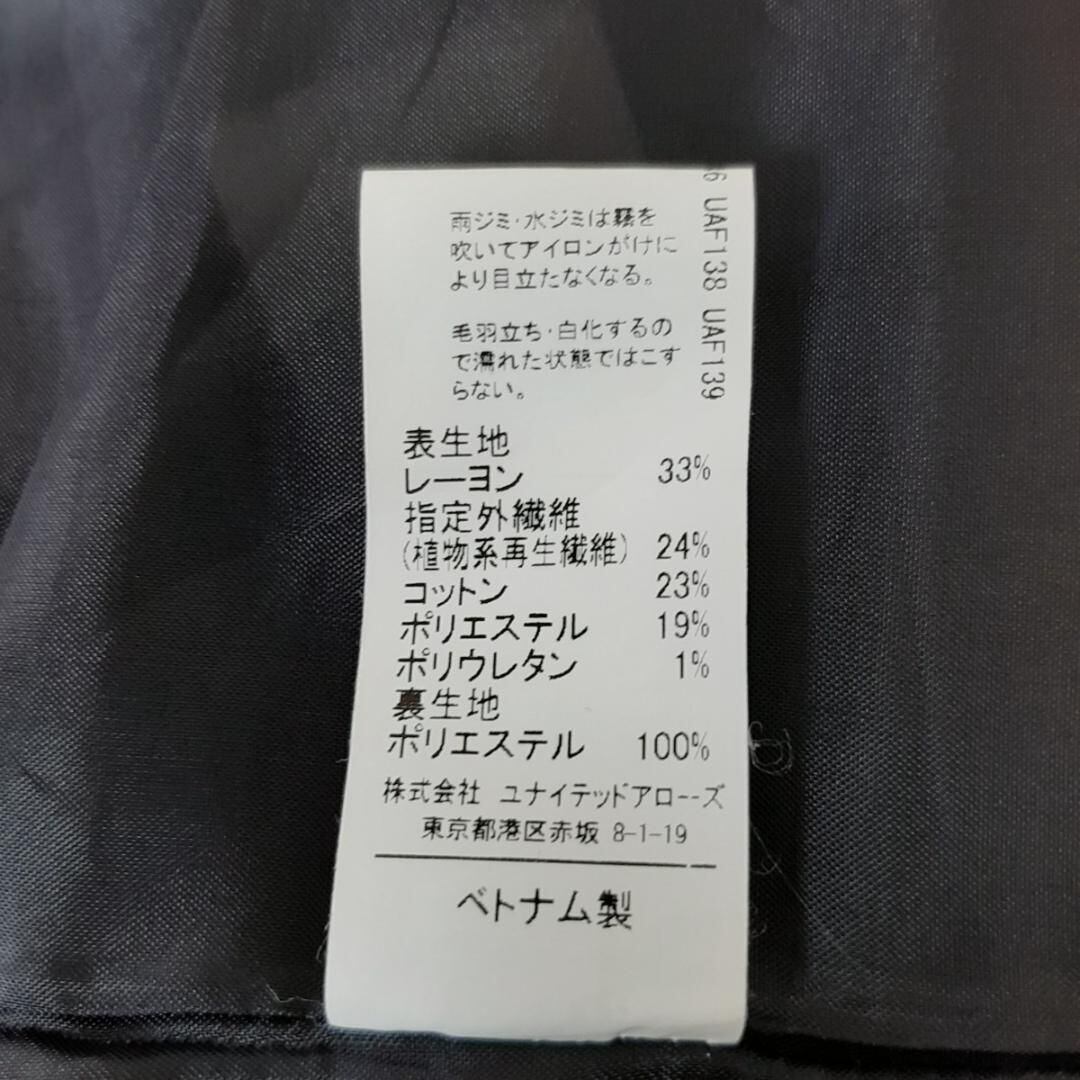 雨ジミ・水ジミは霧を
吹いてアイロンがけに
より目立たなくなる。
毛羽立ち・白化するの
で濡れた状態ではこす
らない。
表生地
レーヨン 33%
指定外繊維
(植物系再生繊維) 24%
コットン 23%
ポリエステル 19%
ポリウレタン 1%
裏生地
ポリエステル 100%
株式会社 ユナイテッドアローズ
東京都港区赤坂 8-1-19
ベトナム製
UAF138 UAF139